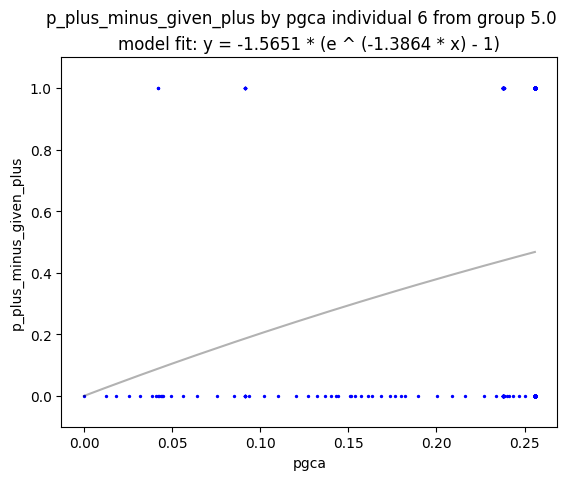 p_plus_minus_given_plus by pgca individual 6 from group 5.0
model fit: y = -1.5651 * (e ^ (-1.3864 * x) - 1)
1.0
0.8
0.6
0.4
0.2
0.0
p_plus_minus_given_plus
0.00 0.05 0.10 0.15 0.20 0.25
pgca